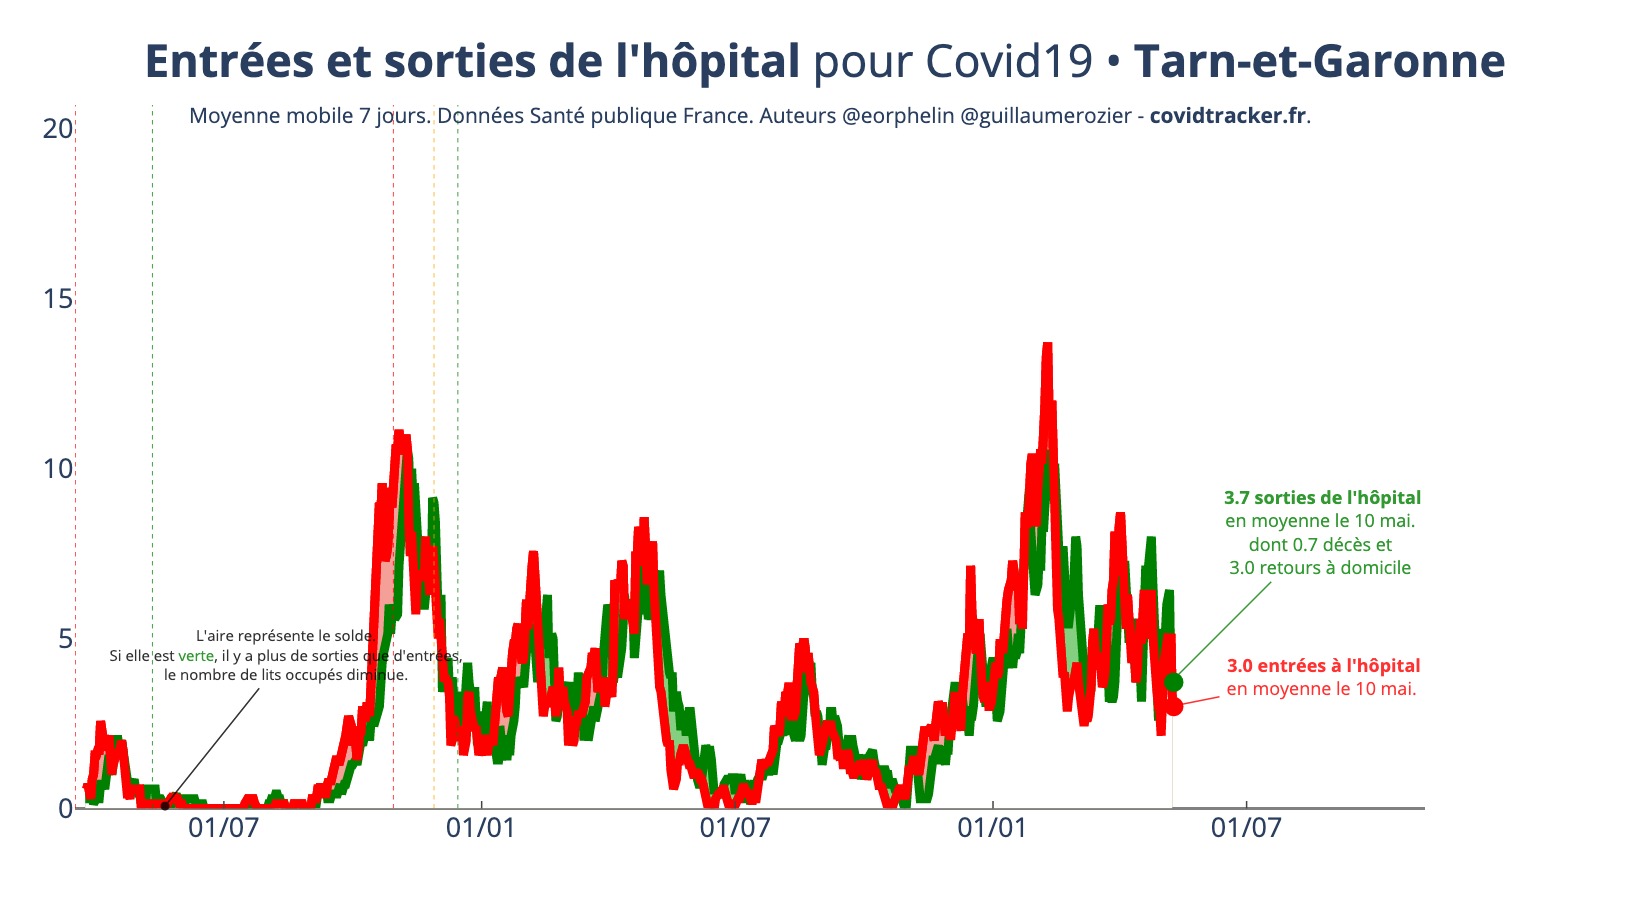 Entrées et sorties de l'hôpital pour Covid19 • Tarn-et-Garonne
Moyenne mobile 7 jours. Données Santé publique France. Auteurs @eorphelin @guillaumerozier - covidtracker.fr.
20
15
10
5
0
L'aire représente le solde.
Si elle est verte, il y a plus de sorties que d'entrées,
le nombre de lits occupés diminue.
3.7 sorties de l'hôpital
en moyenne le 10 mai.
dont 0.7 décès et
3.0 retours à domicile
3.0 entrées à l'hôpital
en moyenne le 10 mai.
01/07
01/01
01/07
01/01
01/07